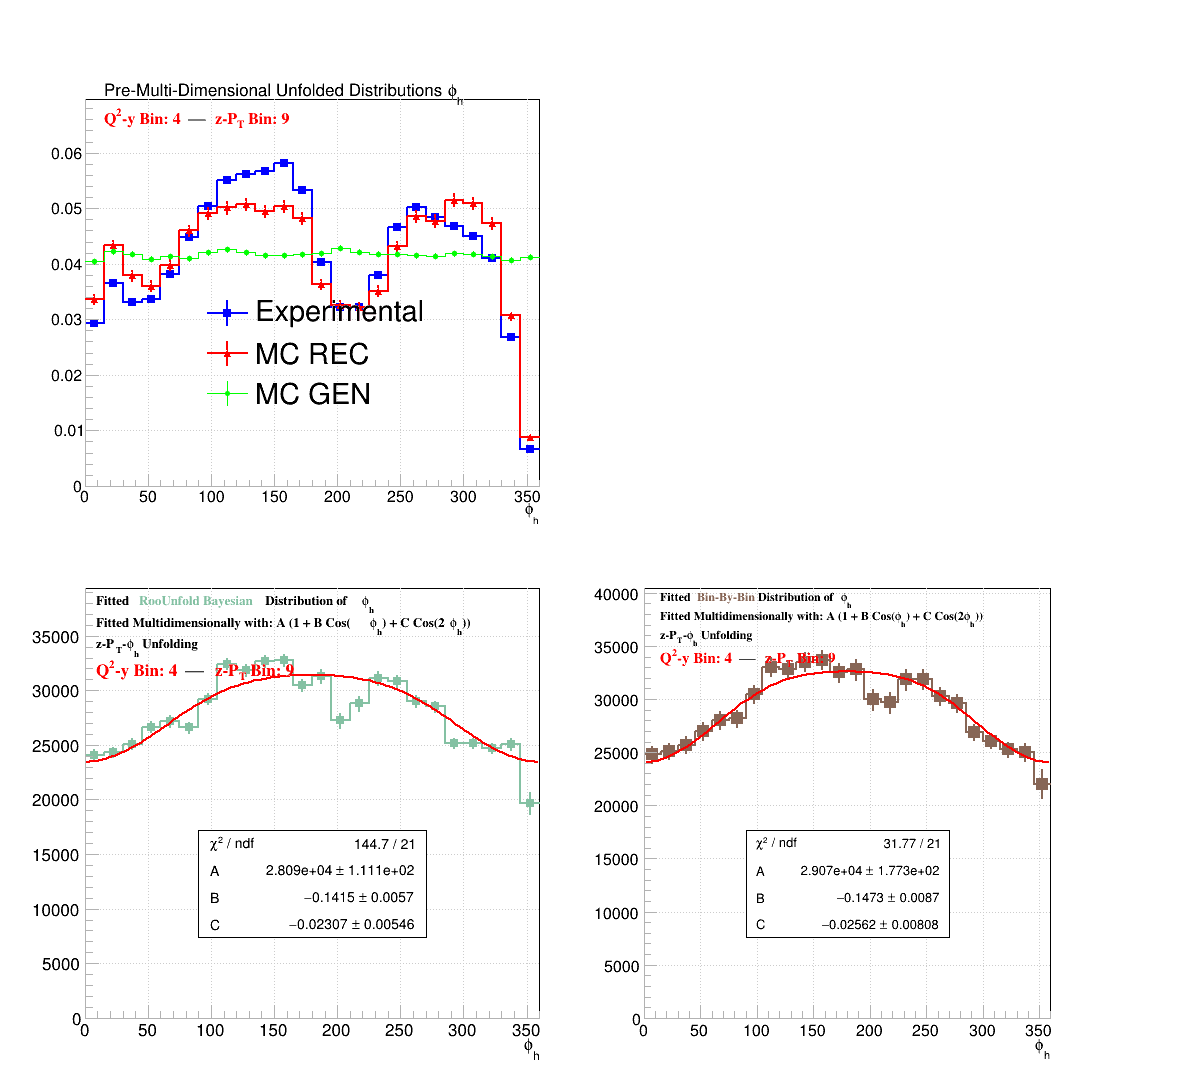 Pre-Multi-Dimensional Unfolded Distributions ϕh
Q²-y Bin: 4 — z-PT Bin: 9
0.06
0.05
0.04
0.03
0.02
0.01
0
Experimental
MC REC
MC GEN
0 50 100 150 200 250 300 350
ϕh
Fitted RooUnfold Bayesian Distribution of ϕh
Fitted Multidimensionally with: A (1 + B Cos( ϕh) + C Cos(2 ϕh))
z-PT-ϕh Unfolding
Q²-y Bin: 4 — z-PT Bin: 9
35000
30000
25000
20000
15000
10000
5000
0
χ² / ndf 144.7 / 21
A 2.809e+04 ± 1.111e+02
B −0.1415 ± 0.0057
C −0.02307 ± 0.00546
0 50 100 150 200 250 300 350
ϕh
Fitted Bin-By-Bin Distribution of ϕh
Fitted Multidimensionally with: A (1 + B Cos(ϕh) + C Cos(2ϕh))
z-PT-ϕh Unfolding
Q²-y Bin: 4 — z-PT Bin: 9
40000
35000
30000
25000
20000
15000
10000
5000
0
χ² / ndf 31.77 / 21
A 2.907e+04 ± 1.773e+02
B −0.1473 ± 0.0087
C −0.02562 ± 0.00808
0 50 100 150 200 250 300 350
ϕh